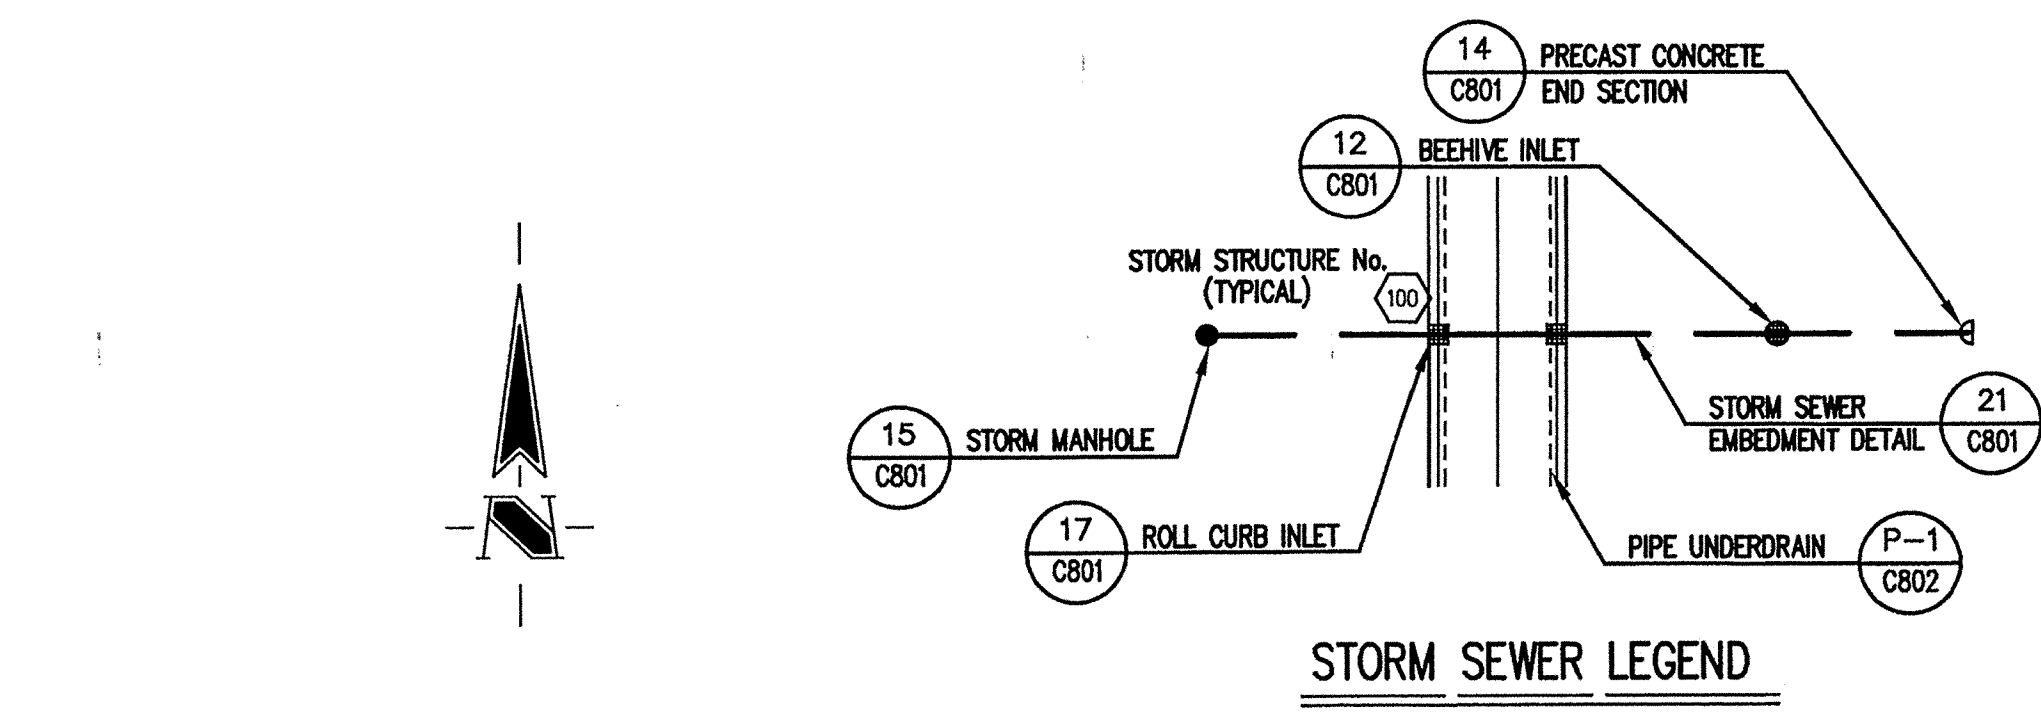 14
C801
PRECAST CONCRETE
END SECTION
12
C801
BEEHIVE INLET
STORM STRUCTURE No.
(TYPICAL)
100
15
C801
STORM MANHOLE
STORM SEWER
EMBEDMENT DETAIL
21
C801
17
C801
ROLL CURB INLET
PIPE UNDERDRAIN
P-1
C802
N
STORM SEWER LEGEND